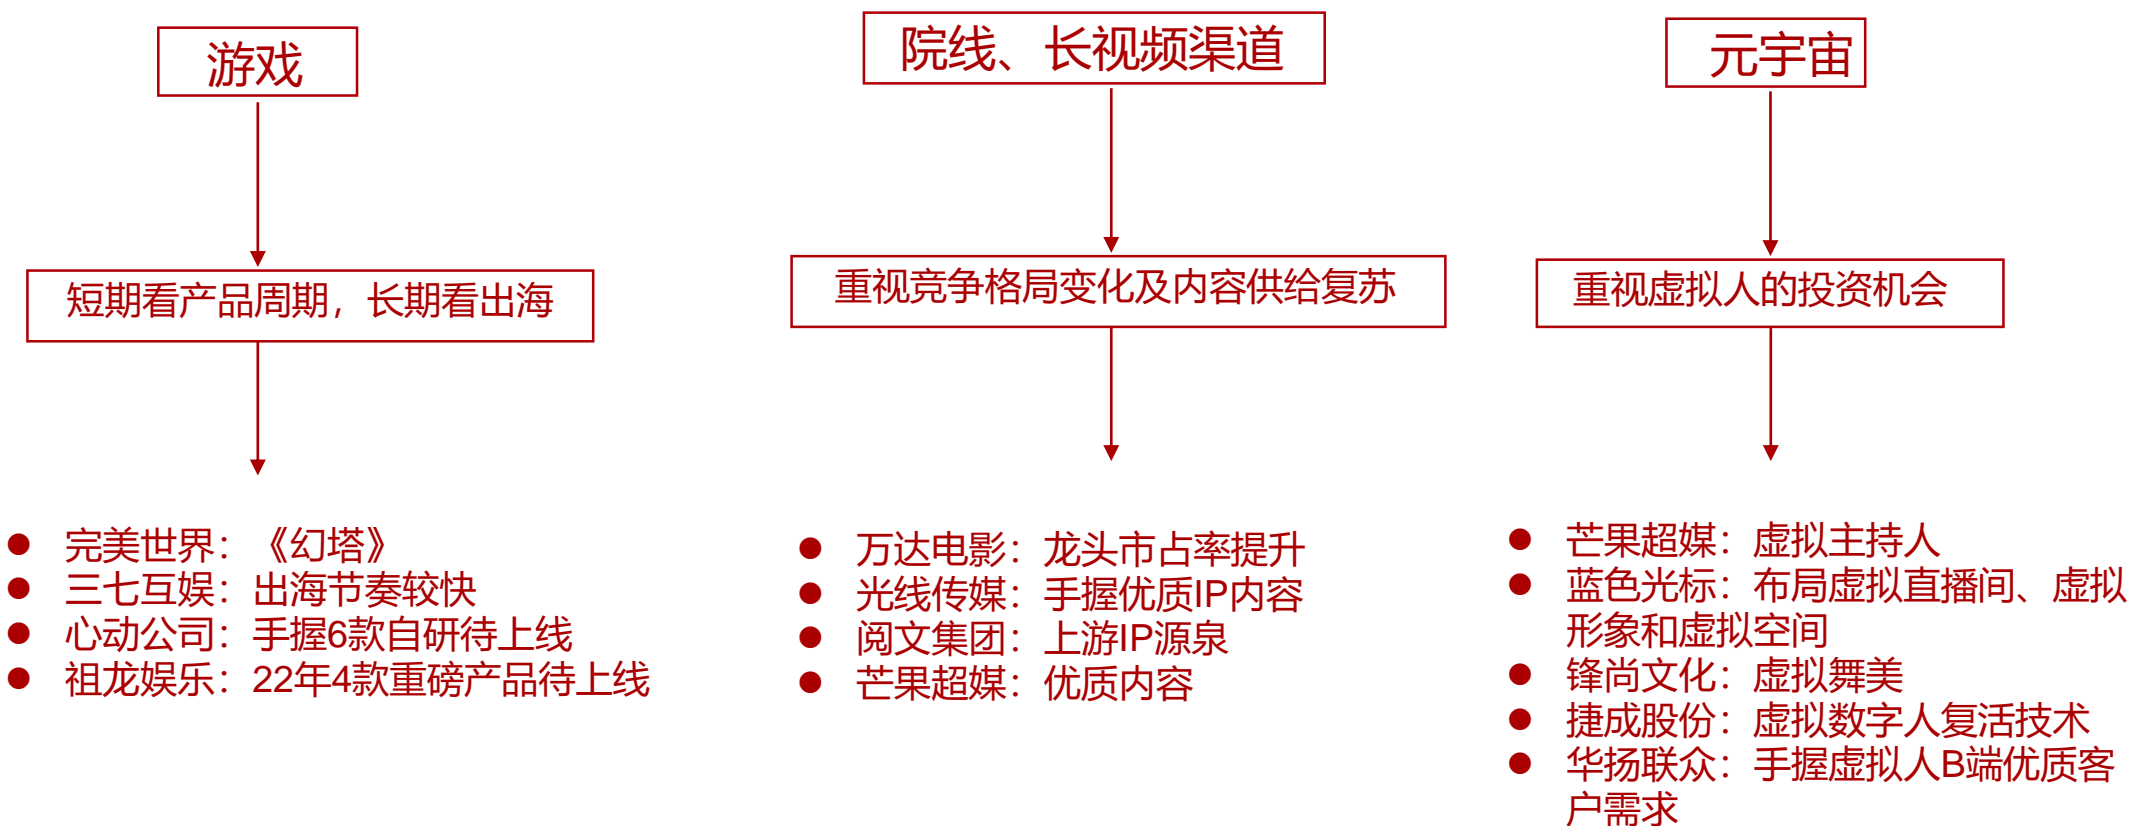 游戏
短期看产品周期，长期看出海
完美世界：《幻塔》
三七互娱：出海节奏较快
心动公司：手握6款自研待上线
祖龙娱乐：22年4款重磅产品待上线
院线、长视频渠道
重视竞争格局变化及内容供给复苏
万达电影：龙头市占率提升
光线传媒：手握优质IP内容
阅文集团：上游IP源泉
芒果超媒：优质内容
元宇宙
重视虚拟人的投资机会
芒果超媒：虚拟主持人
蓝色光标：布局虚拟直播间、虚拟
形象和虚拟空间
锋尚文化：虚拟舞美
捷成股份：虚拟数字人复活技术
华扬联众：手握虚拟人B端优质客
户需求